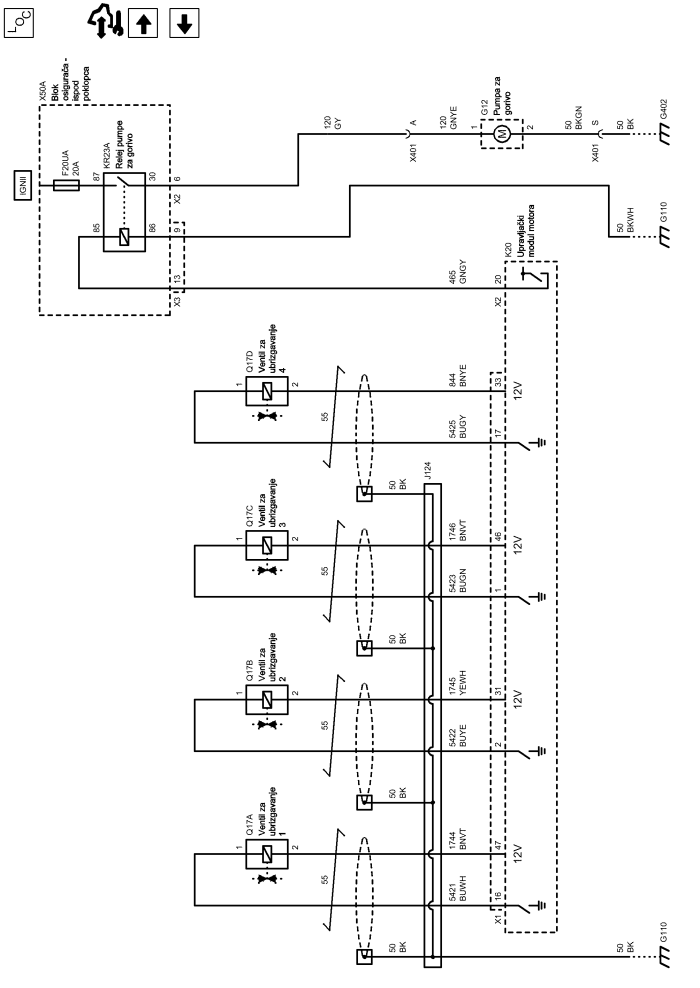 LOC
X50A
Blok
osigurača -
ispod
poklopca
IGNII
F20UA
20A
87
KR23A
Relej pumpe
za gorivo
30
6
X2
120
GY
A
X401
120
GNYE
1
G12
Pumpa za
gorivo
M
2
50
BKGN
S
X401
50
BK
G402
85
86
9
50
BKWH
G110
13
X3
465
GNGY
20
X2
K20
Upravljački
modul motora
1
Q17D
Ventil za
ubrizgavanje
4
2
55
844
BNYE
33
12V
5425
BUGY
17
50
BK
J124
1
Q17C
Ventil za
ubrizgavanje
3
2
55
1746
BNVT
46
12V
5423
BUGN
1
50
BK
1
Q17B
Ventil za
ubrizgavanje
2
2
55
1745
YEWH
31
12V
5422
BUYE
2
50
BK
1
Q17A
Ventil za
ubrizgavanje
1
2
55
1744
BNVT
47
12V
5421
BUWH
16
X1
50
BK
50
BK
G110